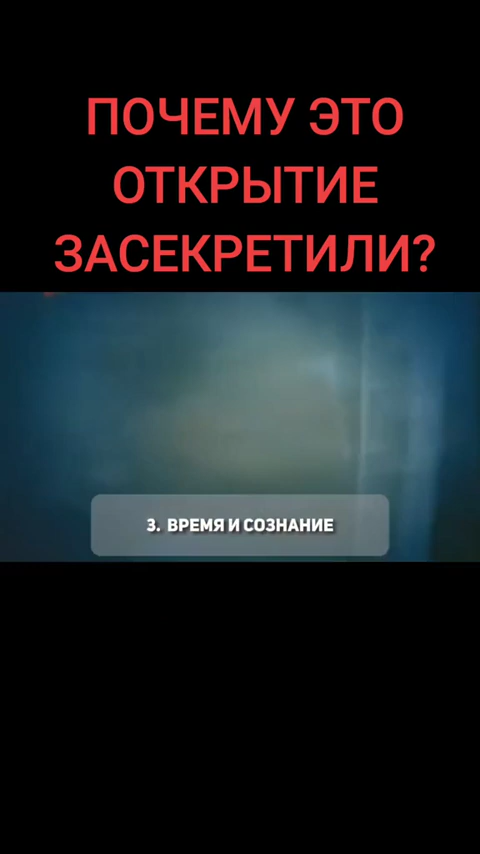 ПОЧЕМУ ЭТО
ОТКРЫТИЕ
ЗАСЕКРЕТИЛИ?
3. ВРЕМЯ И СОЗНАНИЕ